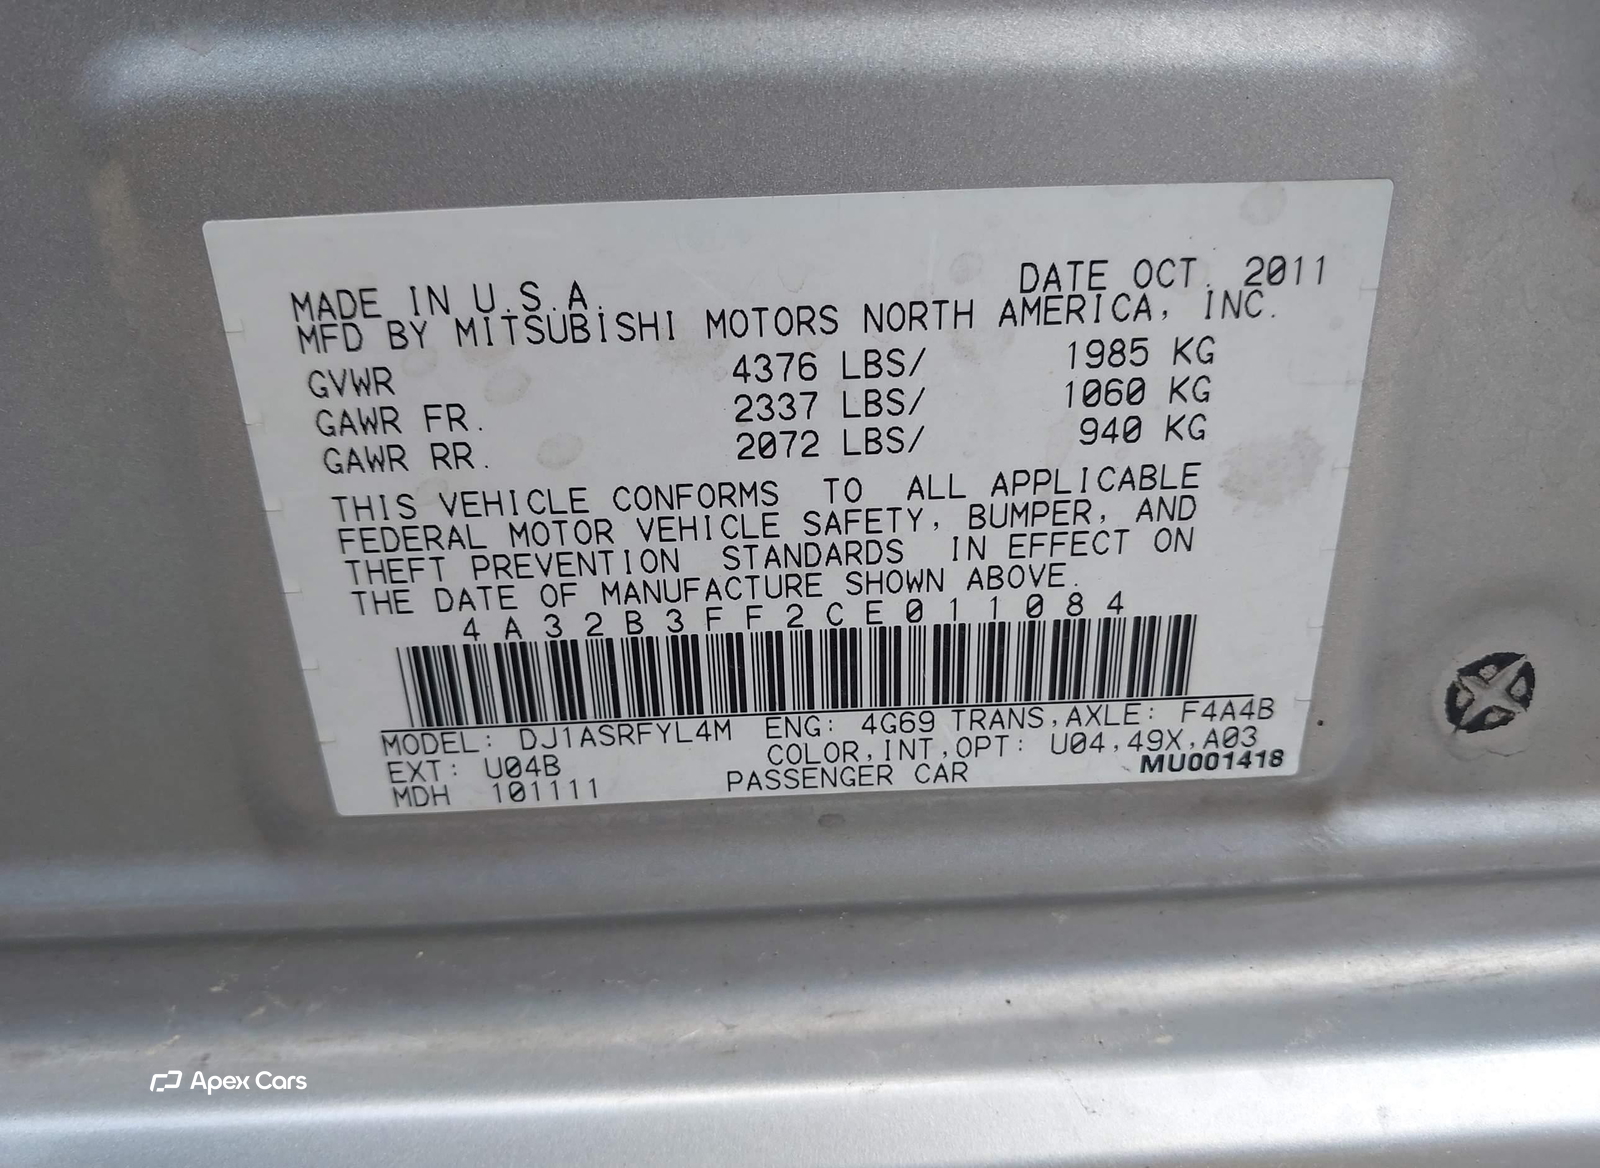 MADE IN U.S.A. DATE OCT. 2011
MFD BY MITSUBISHI MOTORS NORTH AMERICA, INC.
GVWR 4376 LBS/ 1985 KG
GAWR FR. 2337 LBS/ 1060 KG
GAWR RR. 2072 LBS/ 940 KG
THIS VEHICLE CONFORMS TO ALL APPLICABLE
FEDERAL MOTOR VEHICLE SAFETY, BUMPER, AND
THEFT PREVENTION STANDARDS IN EFFECT ON
THE DATE OF MANUFACTURE SHOWN ABOVE.
4A32B3FF2CE011084
MODEL: DJ1ASRFYL4M ENG: 4G69 TRANS,AXLE: F4A4B
EXT: U04B COLOR,INT,OPT: U04,49X,A03
MDH 101111 PASSENGER CAR MU001418
Apex Cars